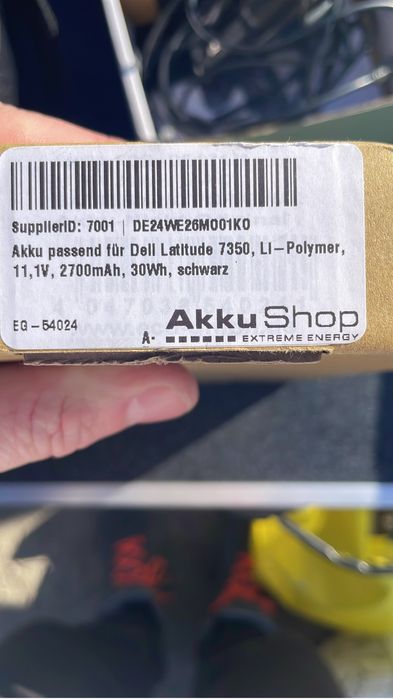 SupplierID: 7001 | DE24WE26M001K0
Akku passend für Dell Latitude 7350, Li-Polymer,
11,1V, 2700mAh, 30Wh, schwarz
EG-54024
A-
Akku Shop
EXTREME ENERGY